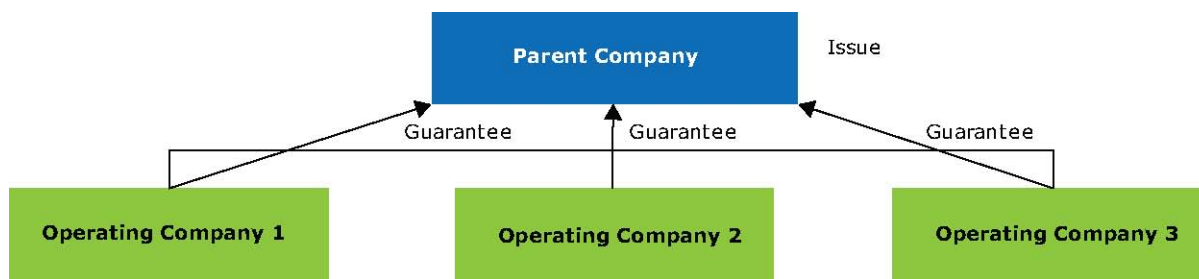 Parent Company
Issue
Guarantee
Guarantee
Guarantee
Operating Company 1
Operating Company 2
Operating Company 3